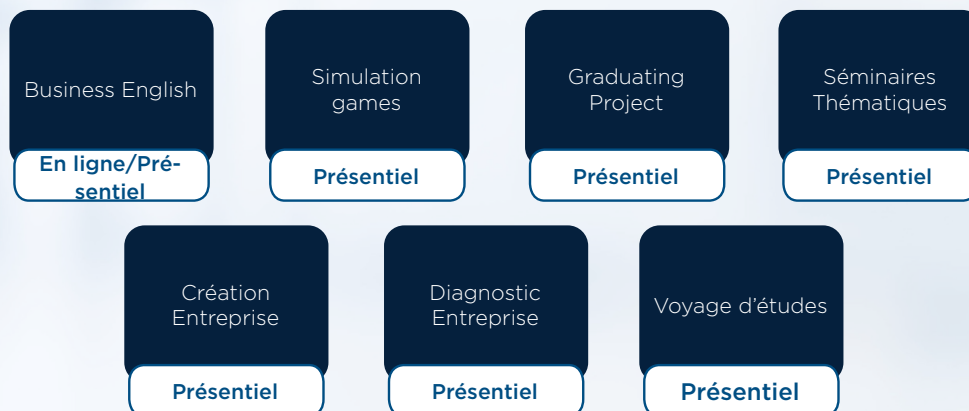 Business English
En ligne/Pré-
sentiel
Simulation
games
Présentiel
Graduating
Project
Présentiel
Séminaires
Thématiques
Présentiel
Création
Entreprise
Présentiel
Diagnostic
Entreprise
Présentiel
Voyage d’études
Présentiel